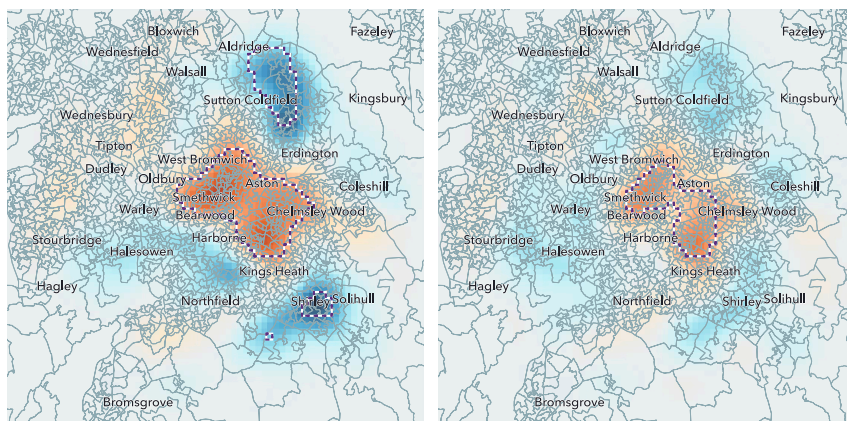 Bloxwich
Fazeley
Wednesfield
Aldridge
Walsall
Sutton Coldfield
Kingsbury
Wednesbury
Tipton
Erdington
Dudley
West Bromwich
Oldbury
Aston
Coleshill
Smethwick
Warley
Bearwood
Chelmsley Wood
Stourbridge
Harborne
Halesowen
Kings Heath
Hagley
Northfield
Shirley
Solihull
Bromsgrove
Bloxwich
Fazeley
Wednesfield
Aldridge
Walsall
Sutton Coldfield
Kingsbury
Wednesbury
Tipton
Erdington
Dudley
West Bromwich
Oldbury
Aston
Coleshill
Smethwick
Warley
Bearwood
Chelmsley Wood
Stourbridge
Harborne
Halesowen
Kings Heath
Hagley
Northfield
Shirley
Solihull
Bromsgrove